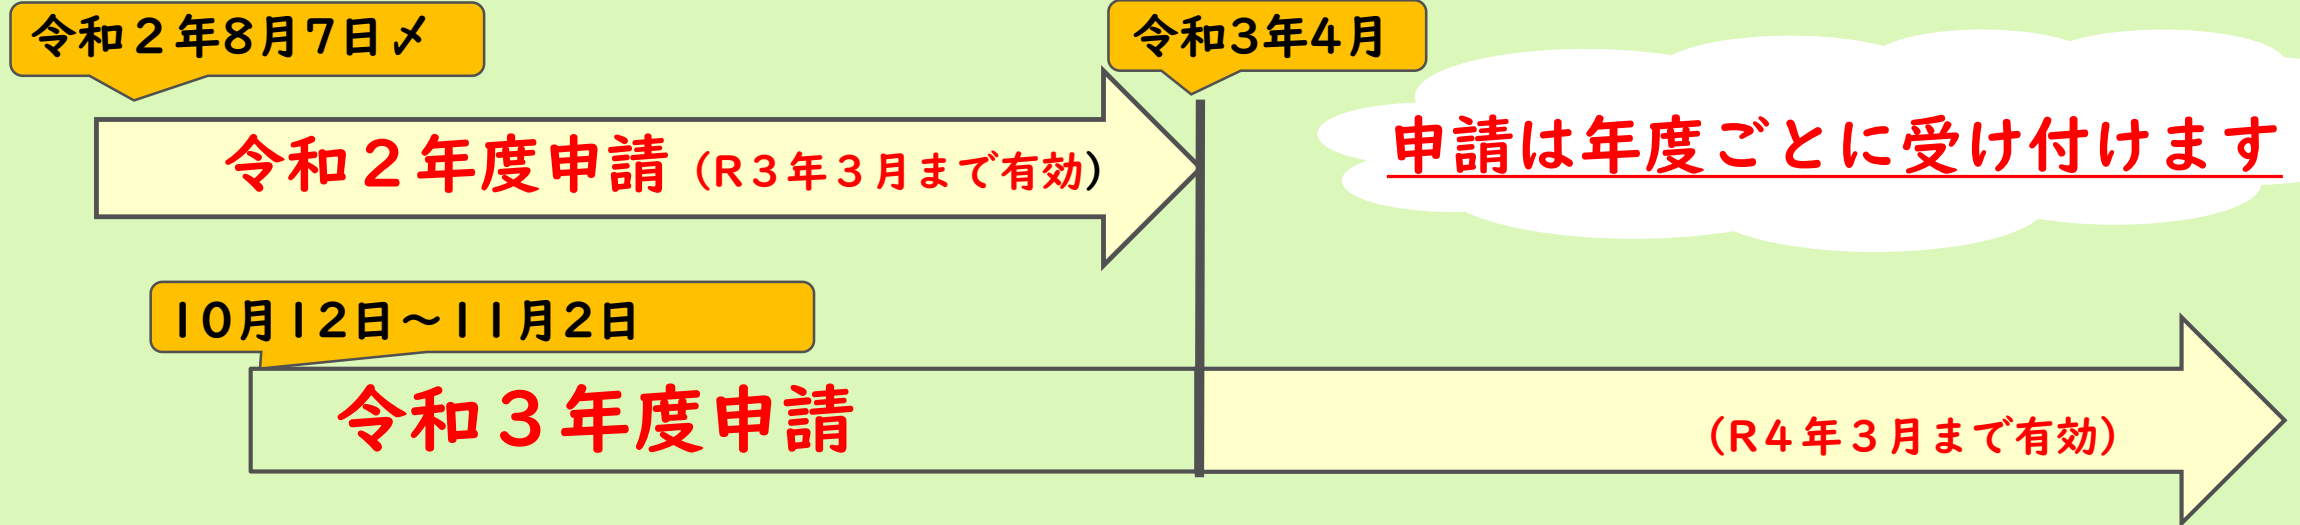 令和２年8月7日〆
令和3年4月
令和２年度申請（R３年３月まで有効）
申請は年度ごとに受け付けます
10月12日～11月2日
令和３年度申請
（R４年３月まで有効）